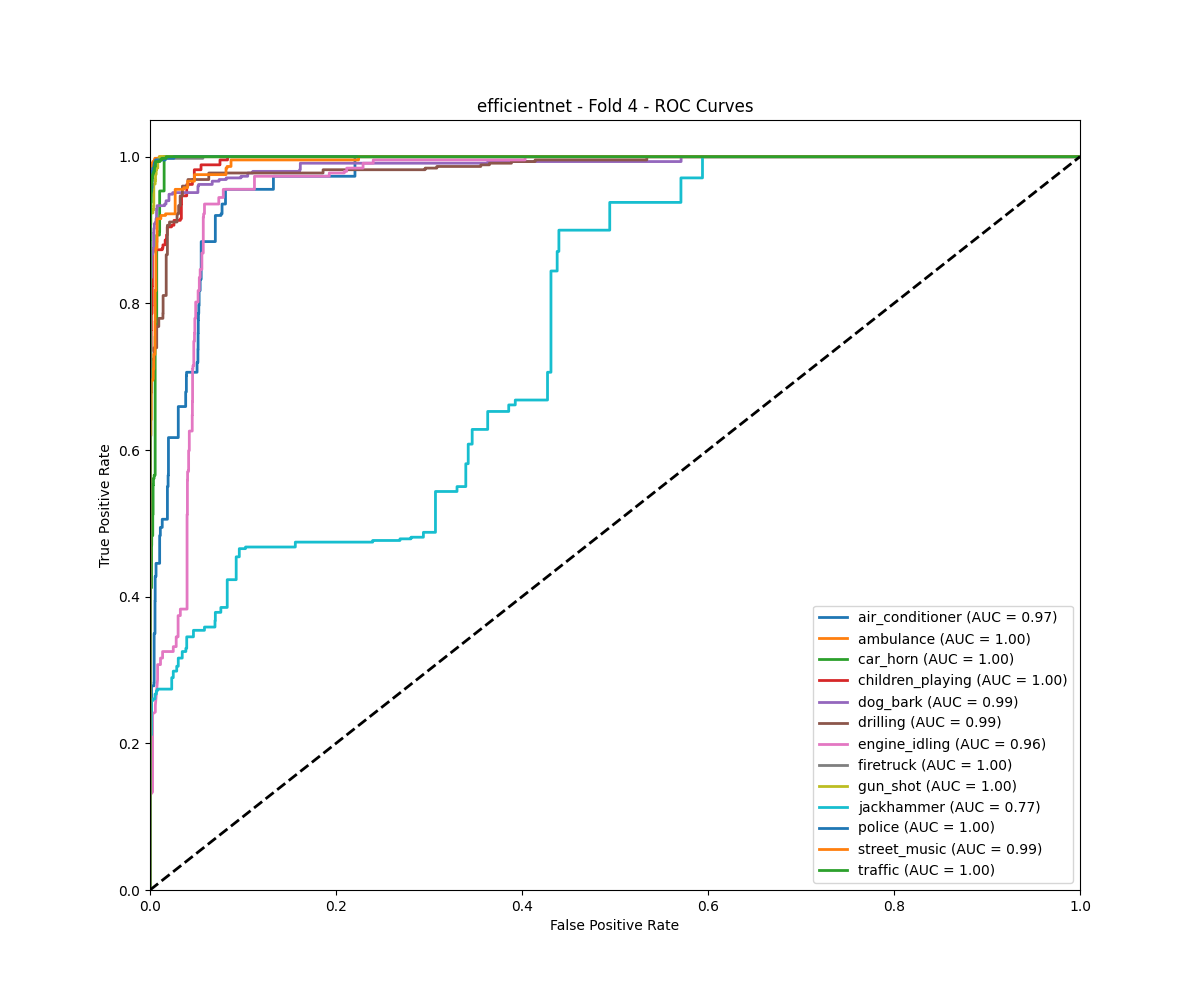 efficientnet - Fold 4 - ROC Curves
1.0
0.8
0.6
0.4
0.2
0.0
True Positive Rate
0.0 0.2 0.4 0.6 0.8 1.0
False Positive Rate
air_conditioner (AUC = 0.97)
ambulance (AUC = 1.00)
car_horn (AUC = 1.00)
children_playing (AUC = 1.00)
dog_bark (AUC = 0.99)
drilling (AUC = 0.99)
engine_idling (AUC = 0.96)
firetruck (AUC = 1.00)
gun_shot (AUC = 1.00)
jackhammer (AUC = 0.77)
police (AUC = 1.00)
street_music (AUC = 0.99)
traffic (AUC = 1.00)